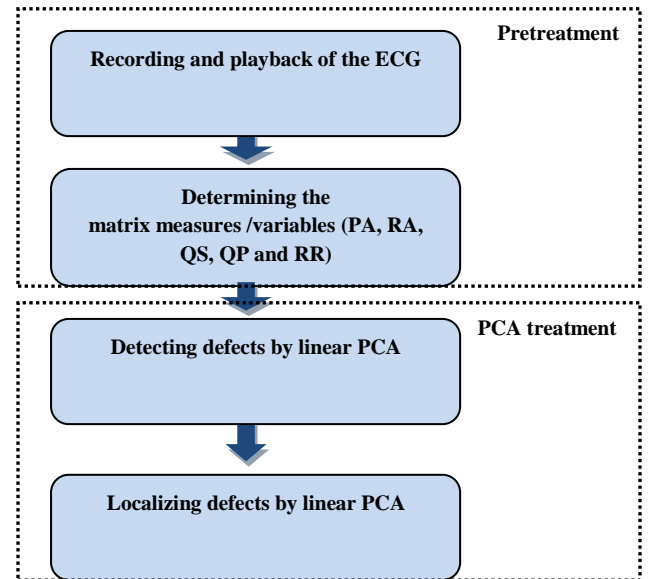 Pretreatment
Recording and playback of the ECG
Determining the
matrix measures /variables (PA, RA,
QS, QP and RR)
PCA treatment
Detecting defects by linear PCA
Localizing defects by linear PCA